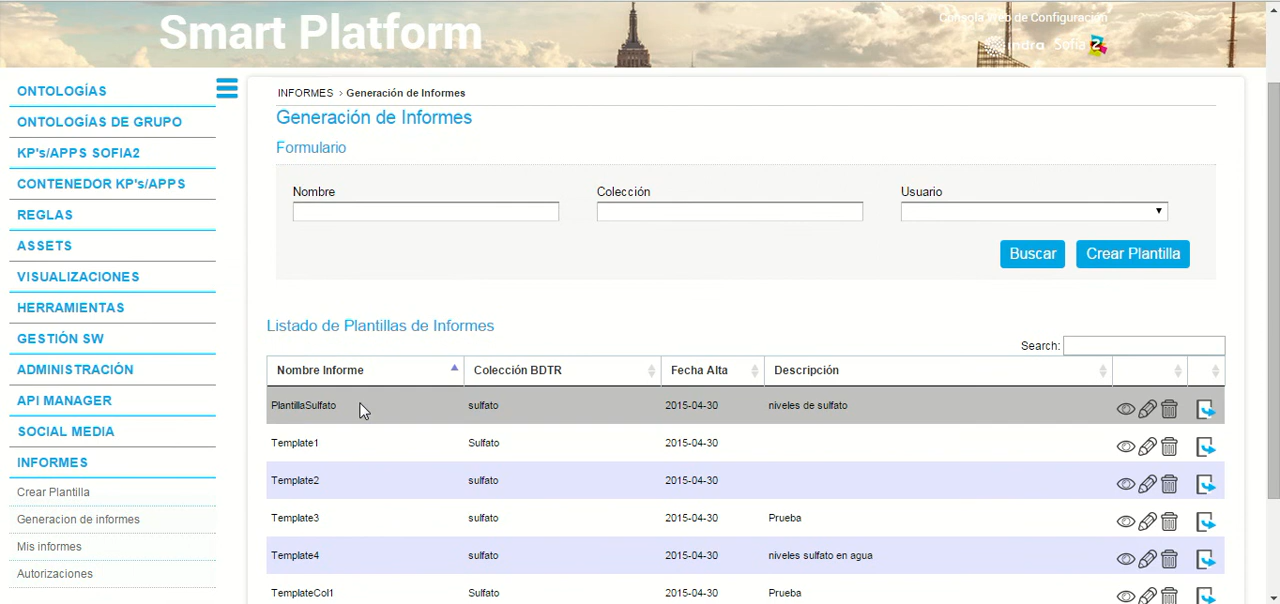 Smart Platform
Consola Web de Configuración
indra Sofia2
ONTOLOGÍAS
ONTOLOGÍAS DE GRUPO
KP's/APPS SOFIA2
CONTENEDOR KP's/APPS
REGLAS
ASSETS
VISUALIZACIONES
HERRAMIENTAS
GESTIÓN SW
ADMINISTRACIÓN
API MANAGER
SOCIAL MEDIA
INFORMES
Crear Plantilla
Generacion de informes
Mis informes
Autorizaciones
INFORMES > Generación de Informes
Generación de Informes
Formulario
Nombre Colección Usuario
Buscar Crear Plantilla
Listado de Plantillas de Informes
Search:
Nombre Informe Colección BDTR Fecha Alta Descripción
PlantillaSulfato sulfato 2015-04-30 niveles de sulfato
Template1 Sulfato 2015-04-30
Template2 sulfato 2015-04-30
Template3 sulfato 2015-04-30 Prueba
Template4 sulfato 2015-04-30 niveles sulfato en agua
TemplateCol1 Sulfato 2015-04-30 Prueba